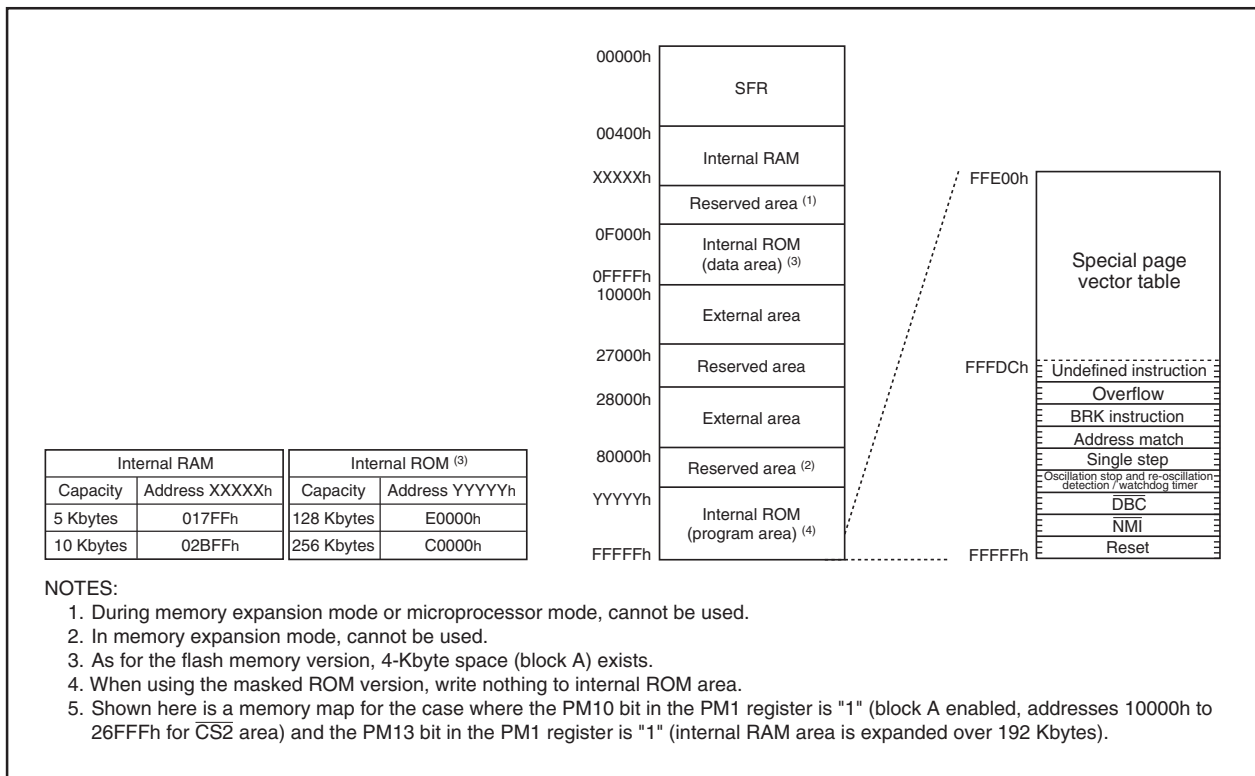 00000h
SFR
00400h
Internal RAM
XXXXXh
Reserved area (1)
0F000h
Internal ROM
(data area) (3)
0FFFFh
10000h
External area
27000h
Reserved area
28000h
External area
80000h
Reserved area (2)
YYYYYh
Internal ROM
(program area) (4)
FFFFFh
FFE00h
Special page
vector table
FFFDCh
Undefined instruction
Overflow
BRK instruction
Address match
Single step
Oscillation stop and re-oscillation
detection / watchdog timer
DBC
NMI
Reset
FFFFFh
Internal RAM Internal ROM (3)
Capacity Address XXXXXh Capacity Address YYYYYh
5 Kbytes 017FFh 128 Kbytes E0000h
10 Kbytes 02BFFh 256 Kbytes C0000h
NOTES:
1. During memory expansion mode or microprocessor mode, cannot be used.
2. In memory expansion mode, cannot be used.
3. As for the flash memory version, 4-Kbyte space (block A) exists.
4. When using the masked ROM version, write nothing to internal ROM area.
5. Shown here is a memory map for the case where the PM10 bit in the PM1 register is "1" (block A enabled, addresses 10000h to
26FFFh for CS2 area) and the PM13 bit in the PM1 register is "1" (internal RAM area is expanded over 192 Kbytes).